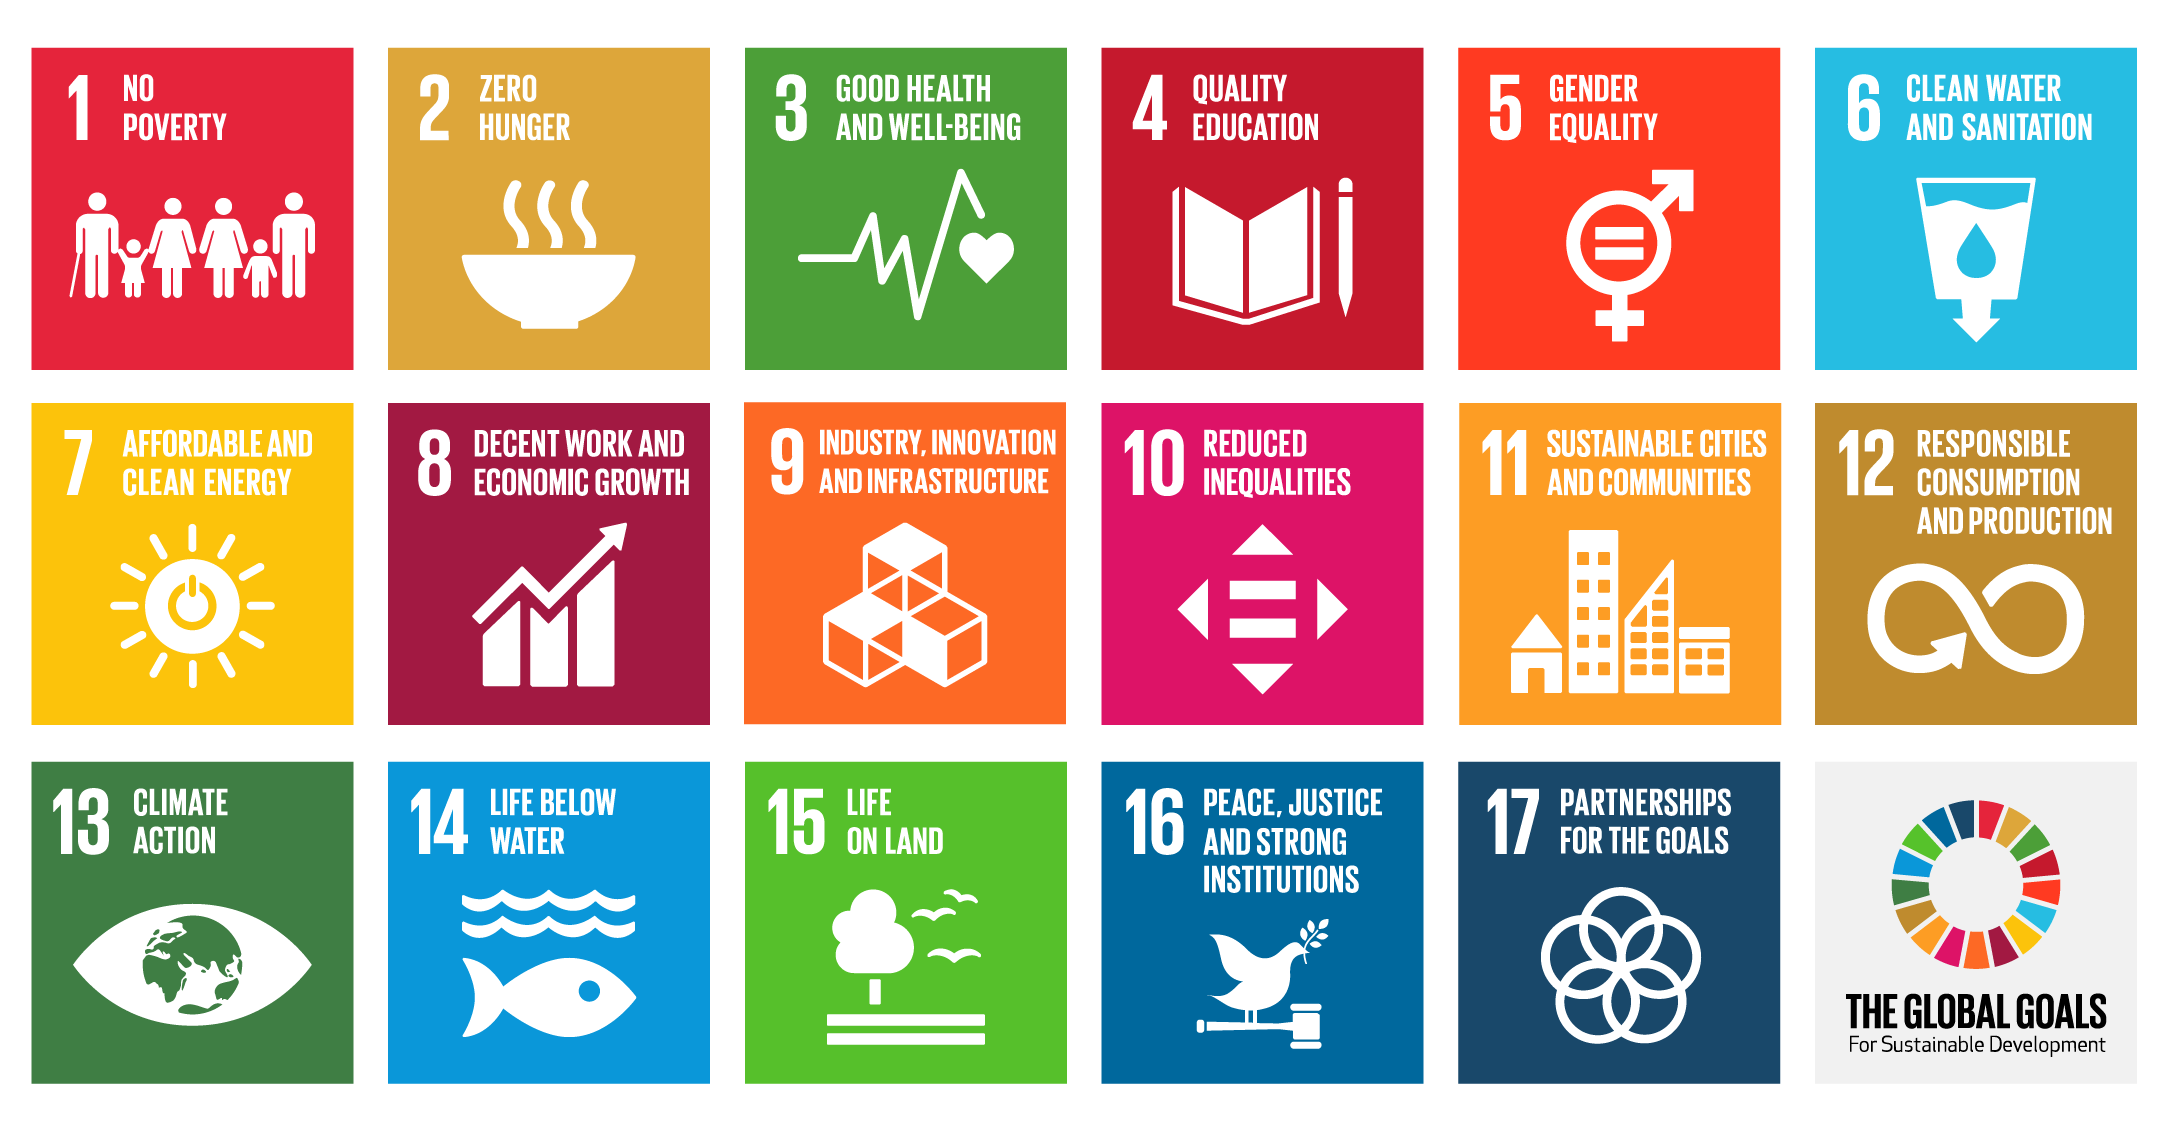 1
NO
POVERTY
2
ZERO
HUNGER
3
GOOD HEALTH
AND WELL-BEING
4
QUALITY
EDUCATION
5
GENDER
EQUALITY
6
CLEAN WATER
AND SANITATION
7
AFFORDABLE AND
CLEAN ENERGY
8
DECENT WORK AND
ECONOMIC GROWTH
9
INDUSTRY, INNOVATION
AND INFRASTRUCTURE
10
REDUCED
INEQUALITIES
11
SUSTAINABLE CITIES
AND COMMUNITIES
12
RESPONSIBLE
CONSUMPTION
AND PRODUCTION
13
CLIMATE
ACTION
14
LIFE BELOW
WATER
15
LIFE
ON LAND
16
PEACE, JUSTICE
AND STRONG
INSTITUTIONS
17
PARTNERSHIPS
FOR THE GOALS
THE GLOBAL GOALS
For Sustainable Development